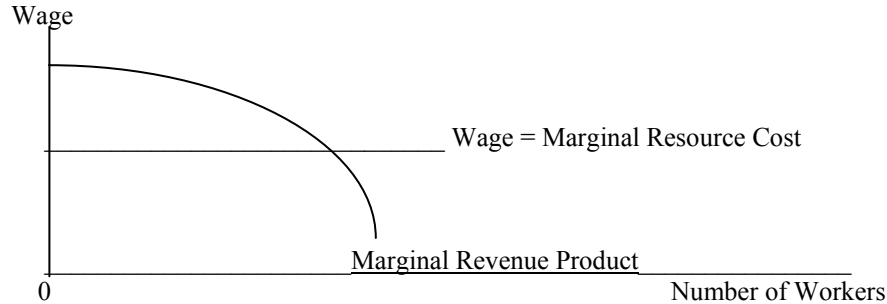 Wage
Wage = Marginal Resource Cost
Marginal Revenue Product
0
Number of Workers